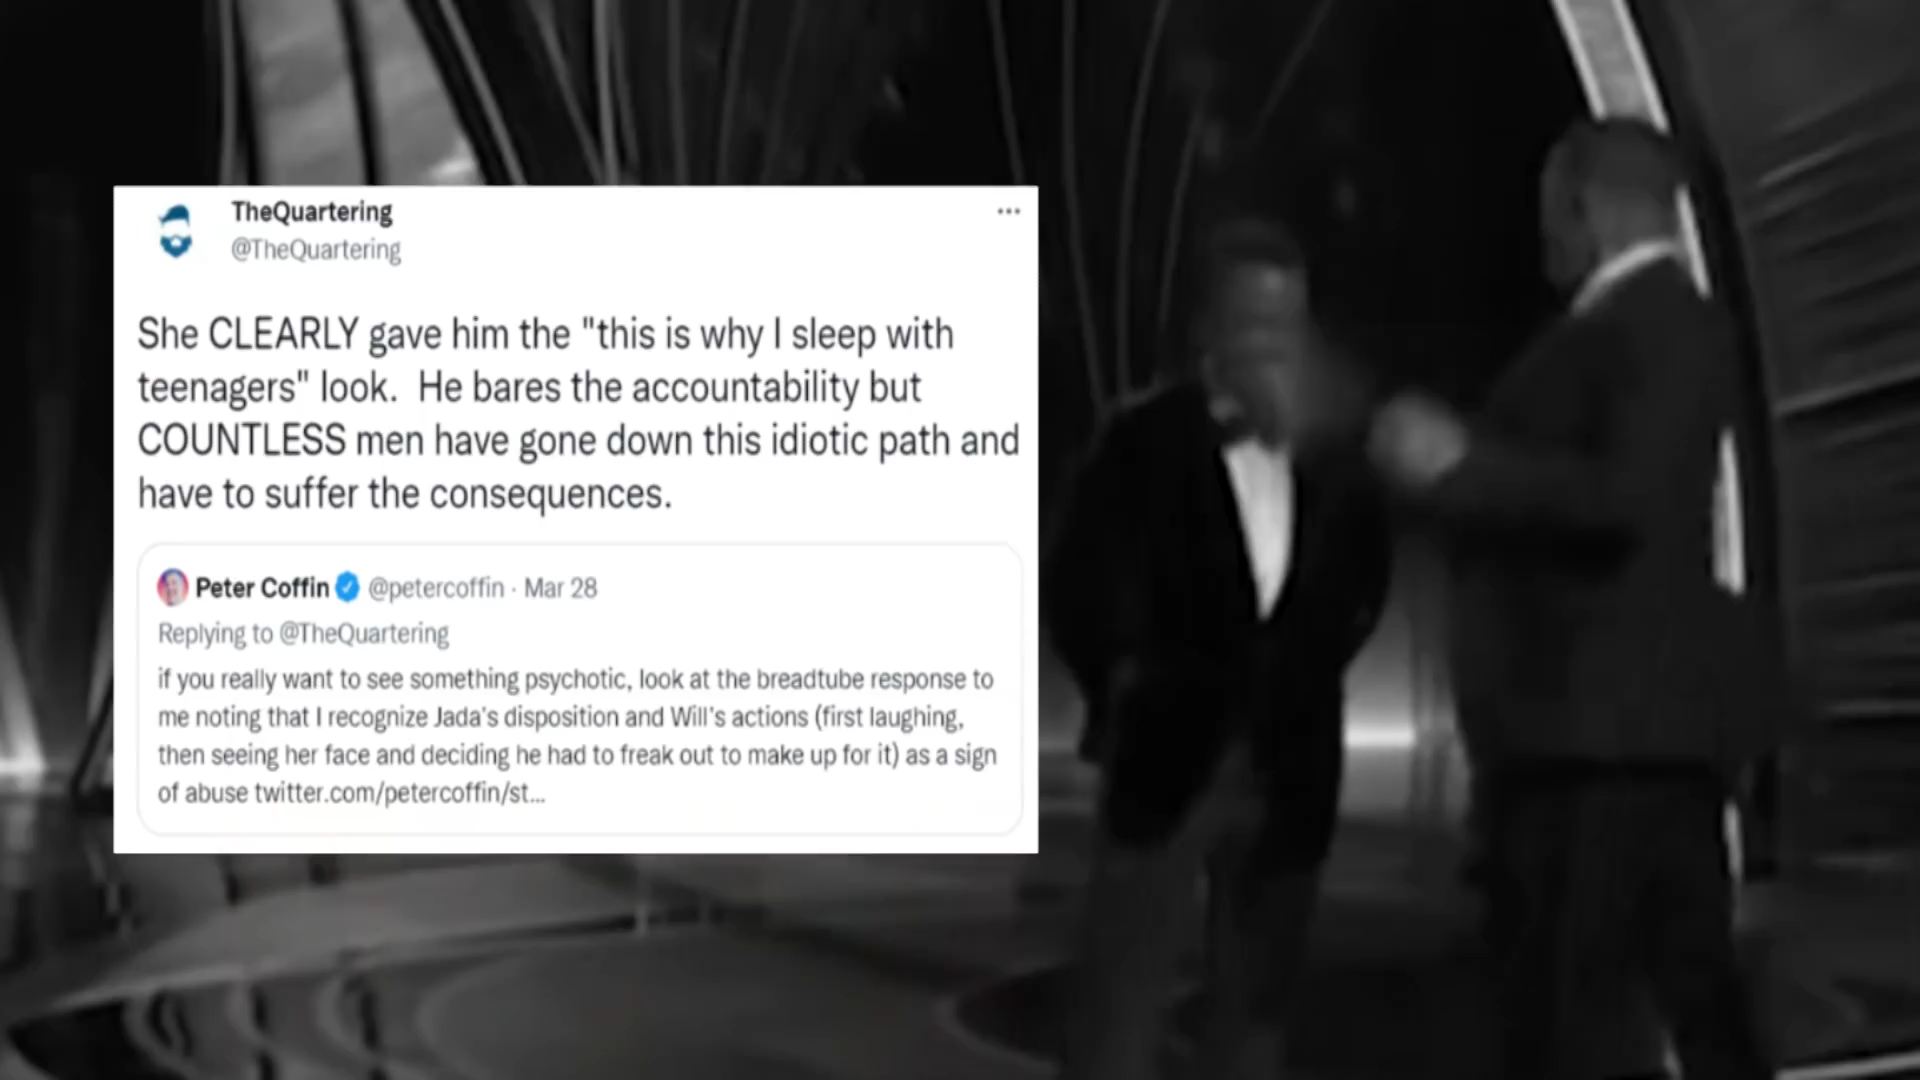 TheQuartering
@TheQuartering
She CLEARLY gave him the "this is why I sleep with
teenagers" look. He bares the accountability but
COUNTLESS men have gone down this idiotic path and
have to suffer the consequences.
Peter Coffin @petercoffin · Mar 28
Replying to @TheQuartering
if you really want to see something psychotic, look at the breadtube response to
me noting that I recognize Jada's disposition and Will's actions (first laughing,
then seeing her face and deciding he had to freak out to make up for it) as a sign
of abuse twitter.com/petercoffin/st...